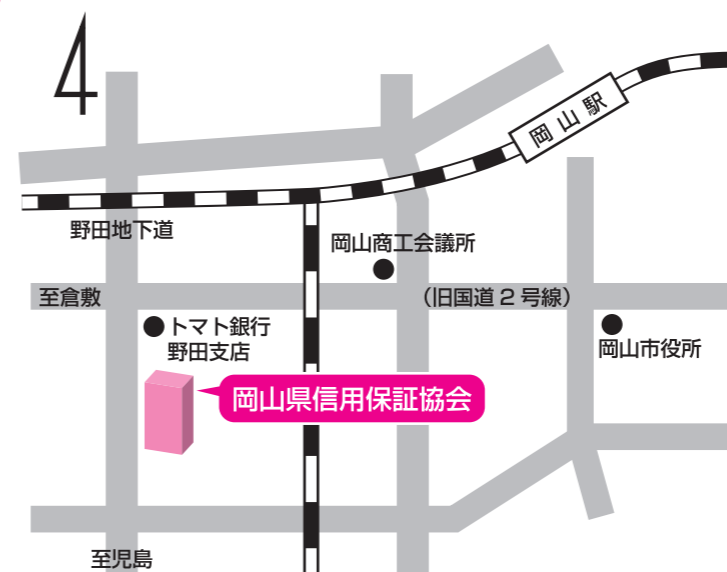 岡山駅
野田地下道
岡山商工会議所
至倉敷
（旧国道２号線）
トマト銀行
野田支店
岡山市役所
岡山県信用保証協会
至児島